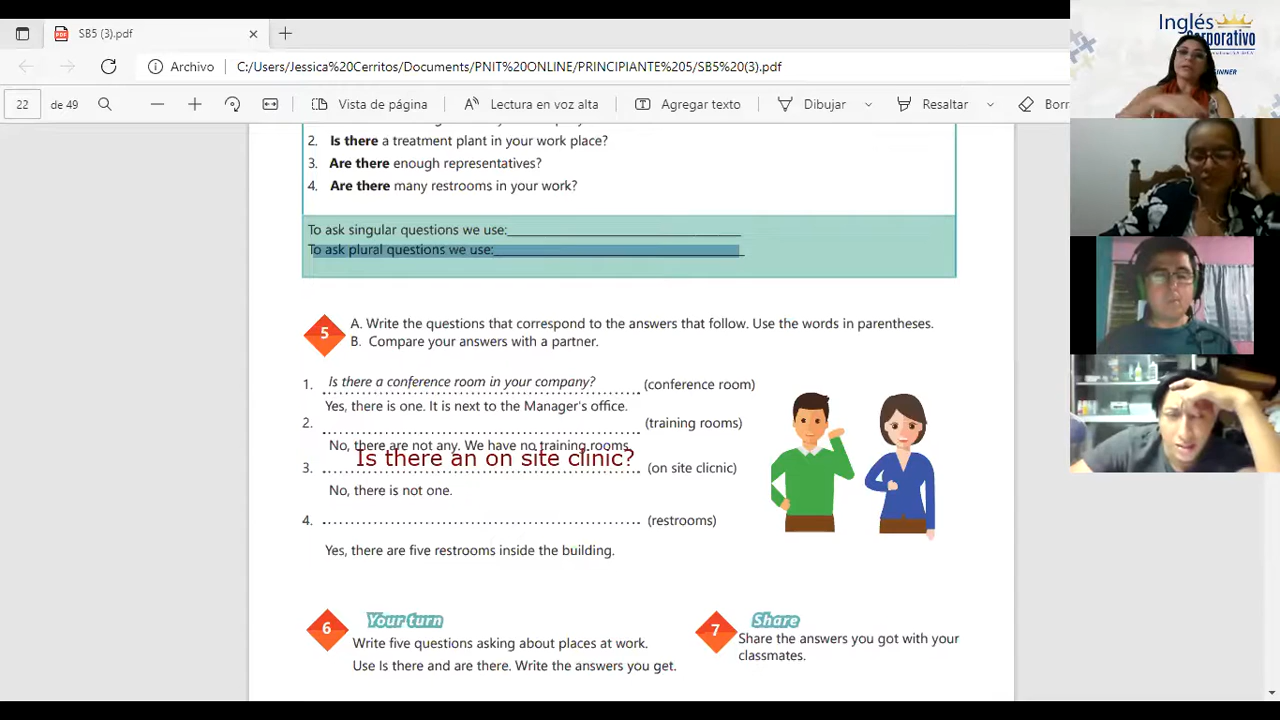 SB5 (3).pdf
Archivo C:/Users/Jessica%20Cerritos/Documents/PNIT%20ONLINE/PRINCIPIANTE%205/SB5%20(3).pdf
22 de 49 Vista de página Lectura en voz alta Agregar texto Dibujar Resaltar Borr
2. Is there a treatment plant in your work place?
3. Are there enough representatives?
4. Are there many restrooms in your work?
To ask singular questions we use:
To ask plural questions we use:
5 A. Write the questions that correspond to the answers that follow. Use the words in parentheses.
B. Compare your answers with a partner.
1. Is there a conference room in your company? (conference room)
Yes, there is one. It is next to the Manager's office.
2. (training rooms)
No, there are not any. We have no training rooms
Is there an on site clinic?
3. (on site clicnic)
No, there is not one.
4. (restrooms)
Yes, there are five restrooms inside the building.
6 Your turn
Write five questions asking about places at work.
Use Is there and are there. Write the answers you get.
7 Share
Share the answers you got with your
classmates.
Inglés
Corporativo